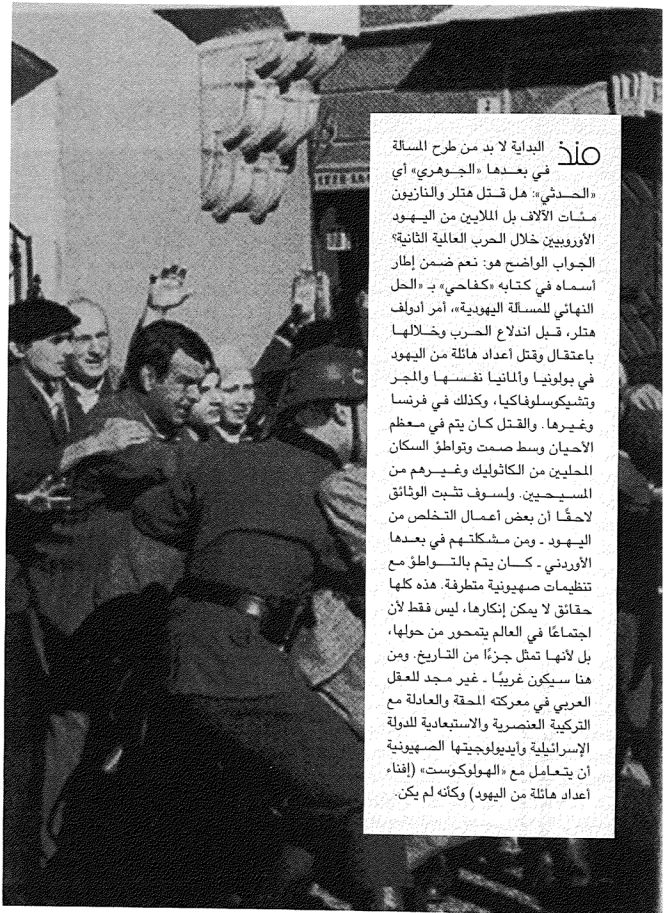 منذ البداية لا بد من طرح المسألة
في بعدها «الجوهري» أي
«الحدثي»: هل قتل هتلر والنازيون
مئات الآلاف بل الملايين من اليهود
الأوروبيين خلال الحرب العالمية الثانية؟
الجواب الواضح هو: نعم ضمن إطار
أسماه في كتابه «كفاحي» بـ «الحل
النهائي للمسألة اليهودية»، أمر أدولف
هتلر، قبل اندلاع الحرب وخلالها
باعتقال وقتل أعداد هائلة من اليهود
في بولونيا وألمانيا نفسها والمجر
وتشيكوسلوفاكيا، وكذلك في فرنسا
وغيرها. والقتل كان يتم في معظم
الأحيان وسط صمت وتواطؤ السكان
المحليين من الكاثوليك وغيرهم من
المسيحيين. ولسوف تثبت الوثائق
لاحقًا أن بعض أعمال التخلص من
اليهود ـ ومن مشكلتهم في بعدها
الأوردني ـ كان يتم بالتواطؤ مع
تنظيمات صهيونية متطرفة. هذه كلها
حقائق لا يمكن إنكارها، ليس فقط لأن
اجتماعًا في العالم يتمحور من حولها،
بل لأنها تمثل جزءًا من التاريخ. ومن
هنا سيكون غريبًا ـ غير مجد للعقل
العربي في معركته المحقة والعادلة مع
التركيبة العنصرية والاستبعادية للدولة
الإسرائيلية وأيديولوجيتها الصهيونية
أن يتعامل مع «الهولوكوست» (إفناء
أعداد هائلة من اليهود) وكأنه لم يكن.